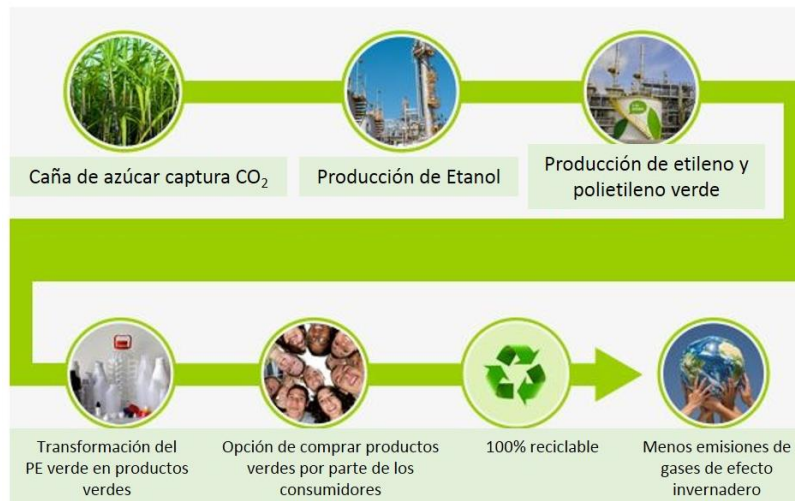 Caña de azúcar captura CO₂
Producción de Etanol
Producción de etileno y
polietileno verde
Transformación del
PE verde en productos
verdes
Opción de comprar productos
verdes por parte de los
consumidores
100% reciclable
Menos emisiones de
gases de efecto
invernadero